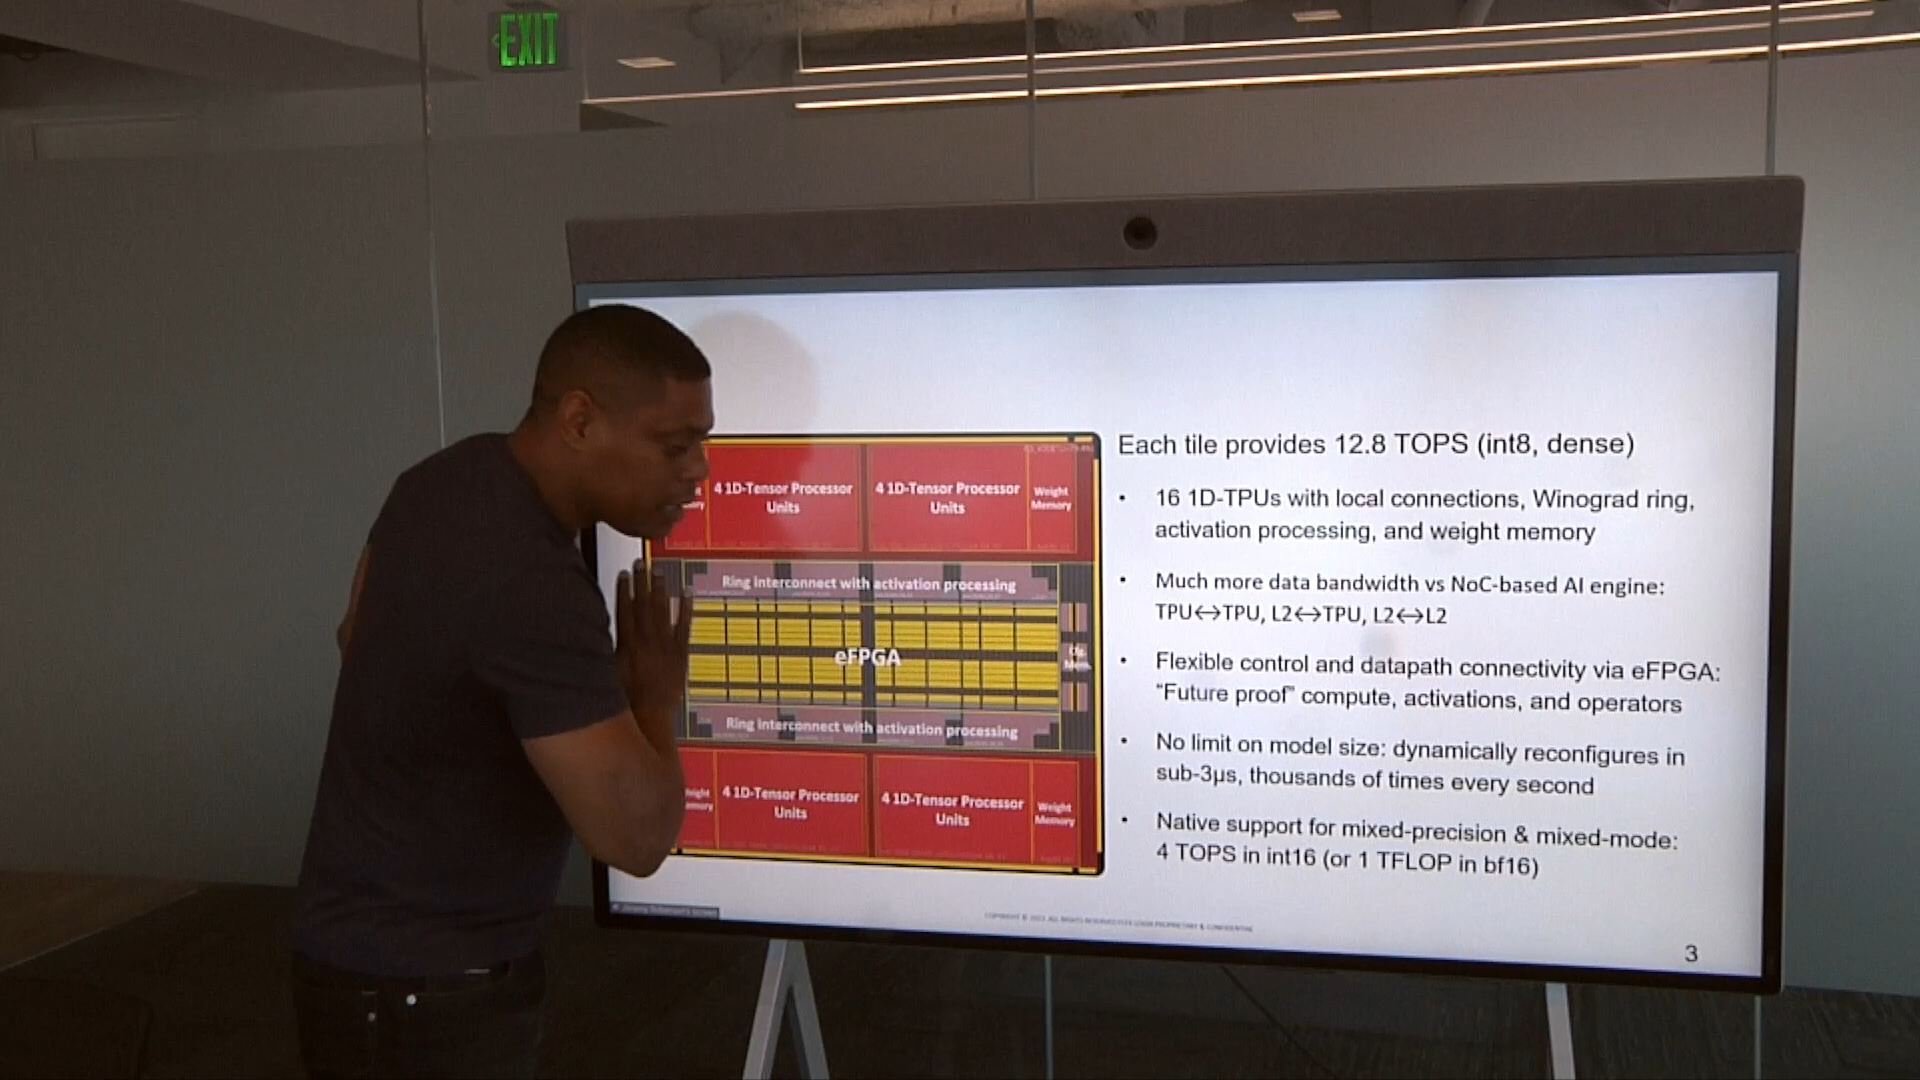 EXIT
4 1D-Tensor Processor
Units
4 1D-Tensor Processor
Units
Weight
Memory
Ring interconnect with activation processing
eFPGA
Cfg.
Mem.
Ring interconnect with activation processing
4 1D-Tensor Processor
Units
4 1D-Tensor Processor
Units
Weight
Memory
Each tile provides 12.8 TOPS (int8, dense)
• 16 1D-TPUs with local connections, Winograd ring,
activation processing, and weight memory
• Much more data bandwidth vs NoC-based AI engine:
TPU↔TPU, L2↔TPU, L2↔L2
• Flexible control and datapath connectivity via eFPGA:
“Future proof” compute, activations, and operators
• No limit on model size: dynamically reconfigures in
sub-3µs, thousands of times every second
• Native support for mixed-precision & mixed-mode:
4 TOPS in int16 (or 1 TFLOP in bf16)
3